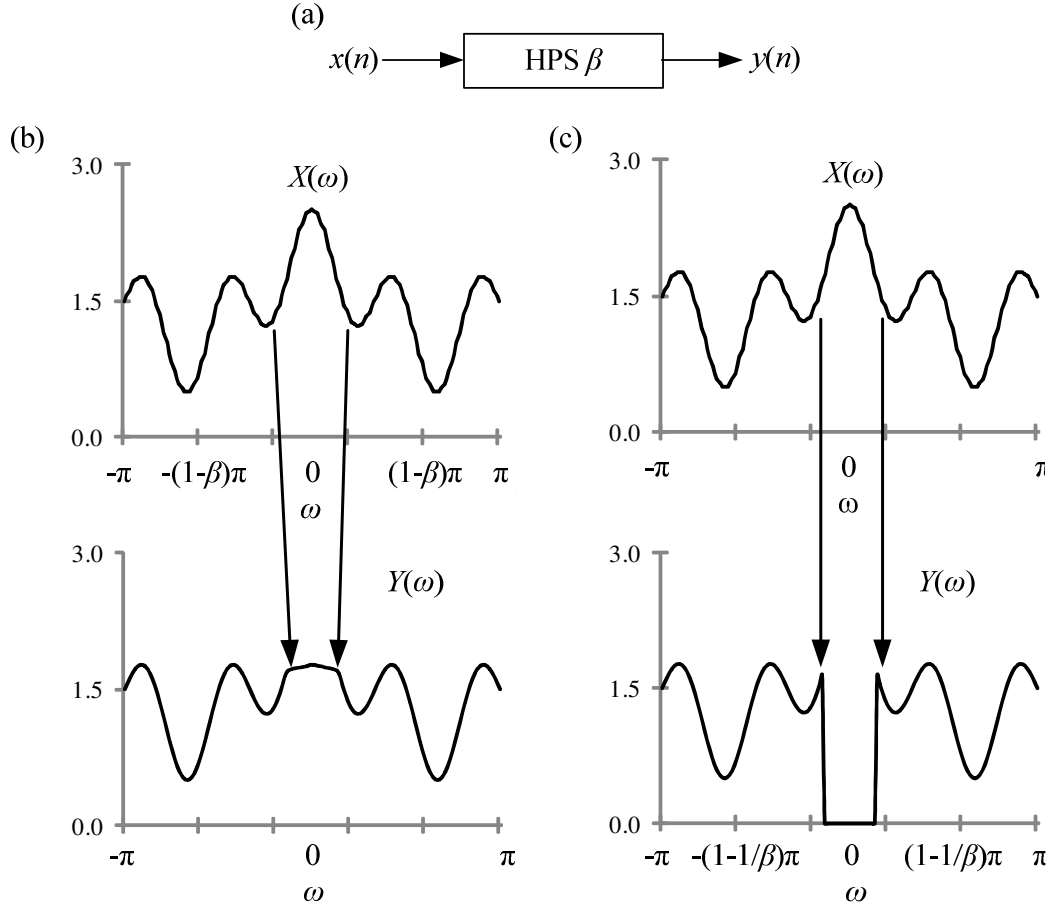 (a)
x(n) HPS β y(n)
(b)
3.0
X(ω)
1.5
0.0
-π -(1-β)π 0 (1-β)π π
ω
3.0
Y(ω)
1.5
0.0
-π 0 π
ω
(c)
3.0
X(ω)
1.5
0.0
-π 0 π
ω
3.0
Y(ω)
1.5
0.0
-π -(1-1/β)π 0 (1-1/β)π π
ω